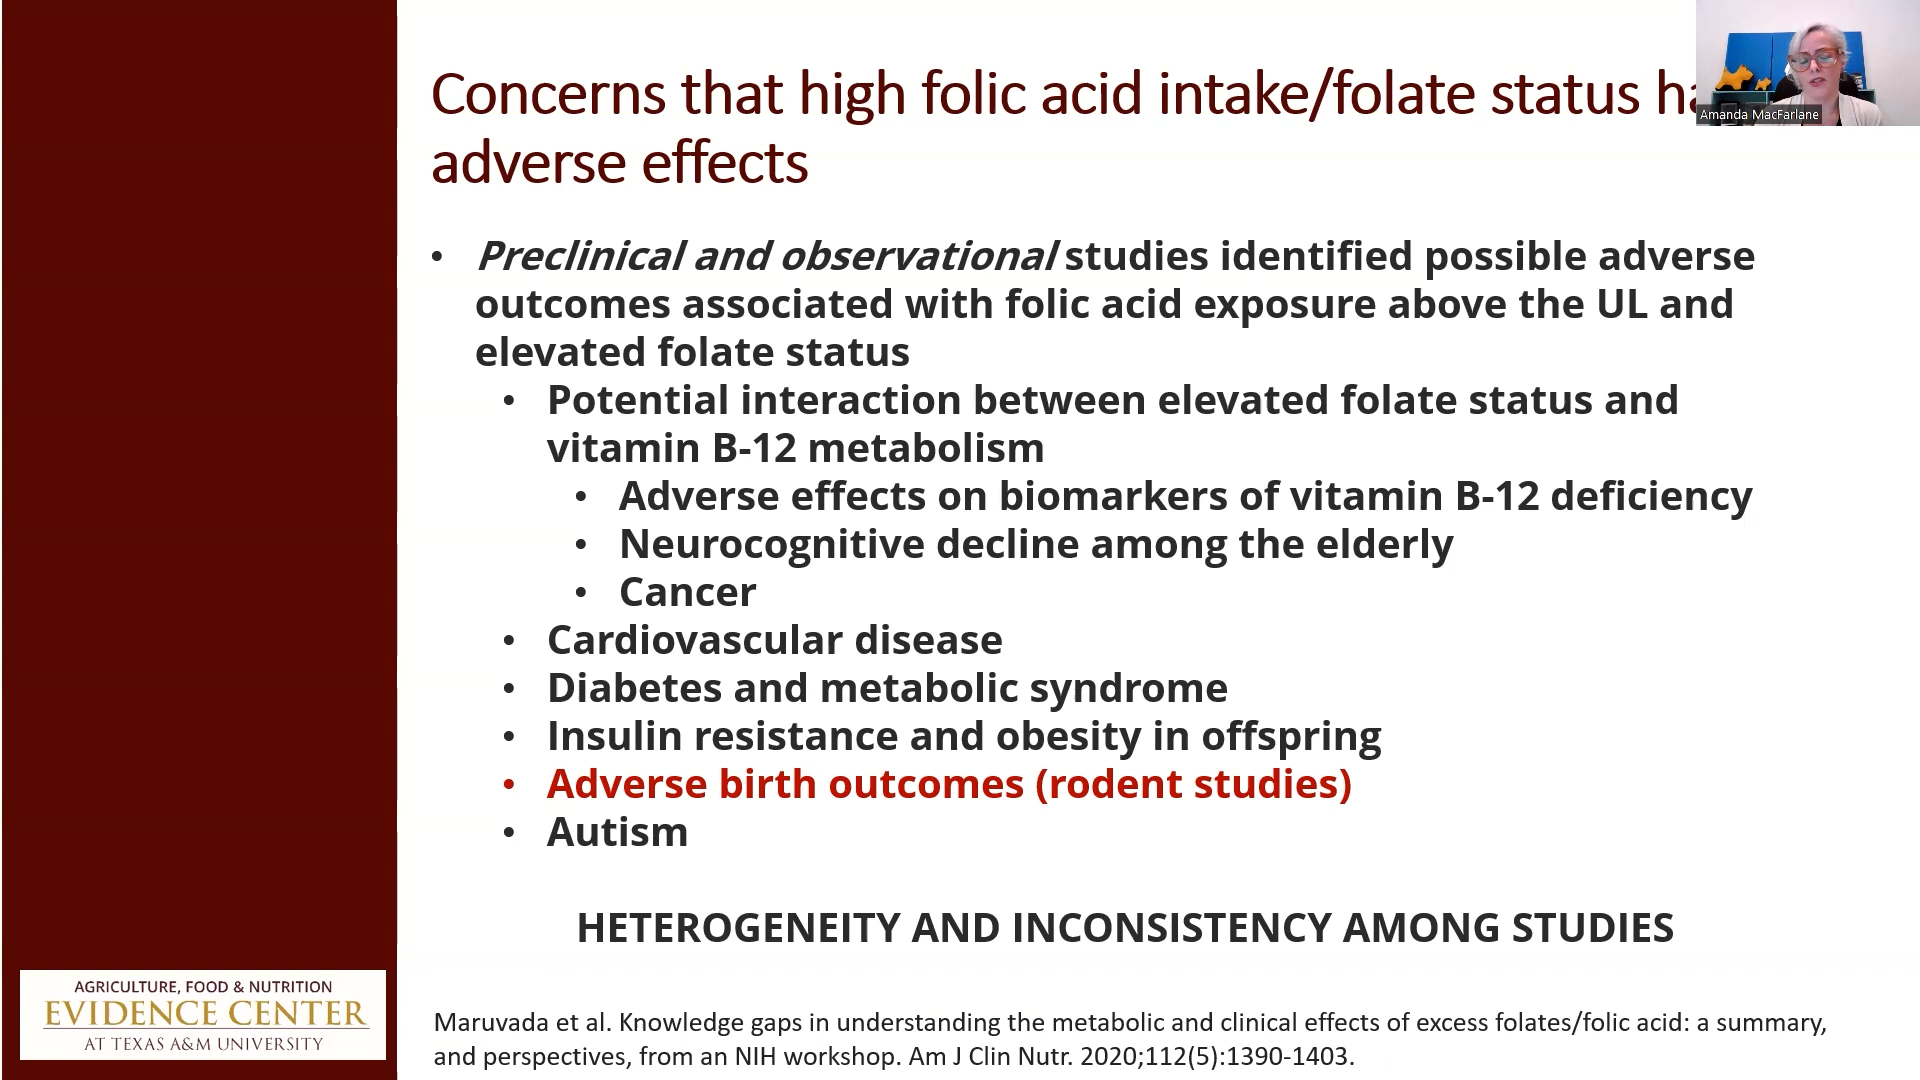 Concerns that high folic acid intake/folate status
adverse effects
Amanda MacFarlane
• Preclinical and observational studies identified possible adverse
outcomes associated with folic acid exposure above the UL and
elevated folate status
• Potential interaction between elevated folate status and
vitamin B-12 metabolism
• Adverse effects on biomarkers of vitamin B-12 deficiency
• Neurocognitive decline among the elderly
• Cancer
• Cardiovascular disease
• Diabetes and metabolic syndrome
• Insulin resistance and obesity in offspring
• Adverse birth outcomes (rodent studies)
• Autism
HETEROGENEITY AND INCONSISTENCY AMONG STUDIES
AGRICULTURE, FOOD & NUTRITION
EVIDENCE CENTER
AT TEXAS A&M UNIVERSITY
Maruvada et al. Knowledge gaps in understanding the metabolic and clinical effects of excess folates/folic acid: a summary,
and perspectives, from an NIH workshop. Am J Clin Nutr. 2020;112(5):1390-1403.